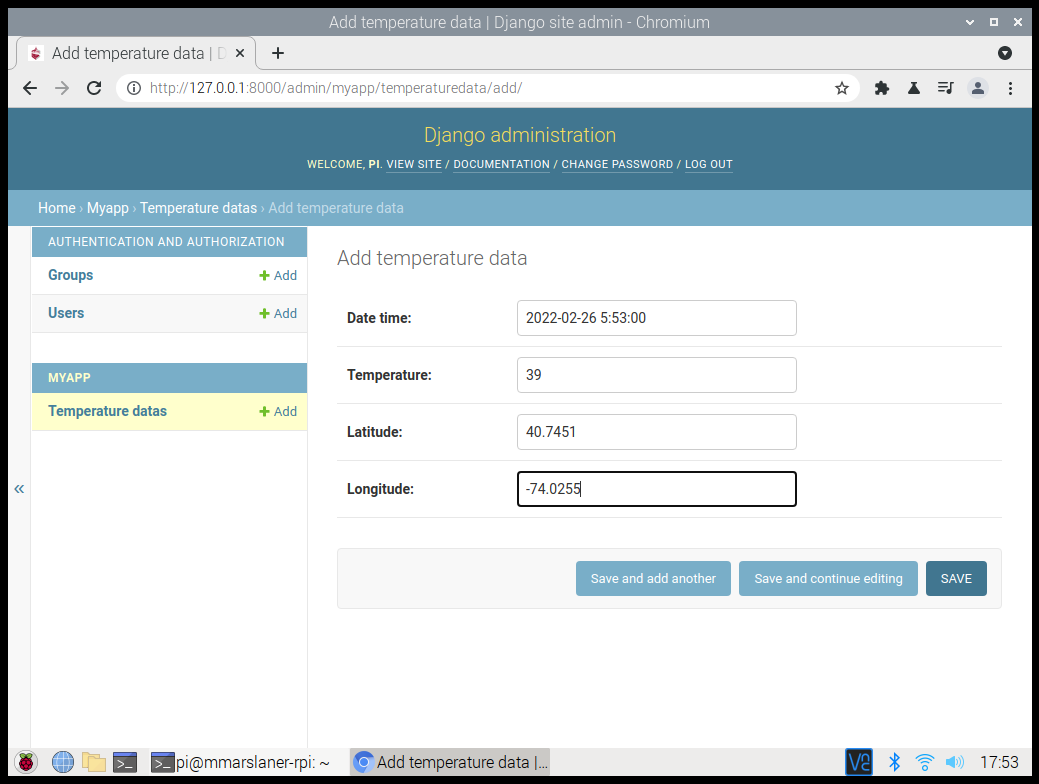 Add temperature data | Django site admin - Chromium
Add temperature data | D
http://127.0.0.1:8000/admin/myapp/temperaturedata/add/
Django administration
WELCOME, PI. VIEW SITE / DOCUMENTATION / CHANGE PASSWORD / LOG OUT
Home › Myapp › Temperature datas › Add temperature data
AUTHENTICATION AND AUTHORIZATION
Groups + Add
Users + Add
MYAPP
Temperature datas + Add
«
Add temperature data
Date time: 2022-02-26 5:53:00
Temperature: 39
Latitude: 40.7451
Longitude: -74.0255
Save and add another Save and continue editing SAVE
>_ >_ pi@mmarslaner-rpi: ~ Add temperature data |... V2 17:53